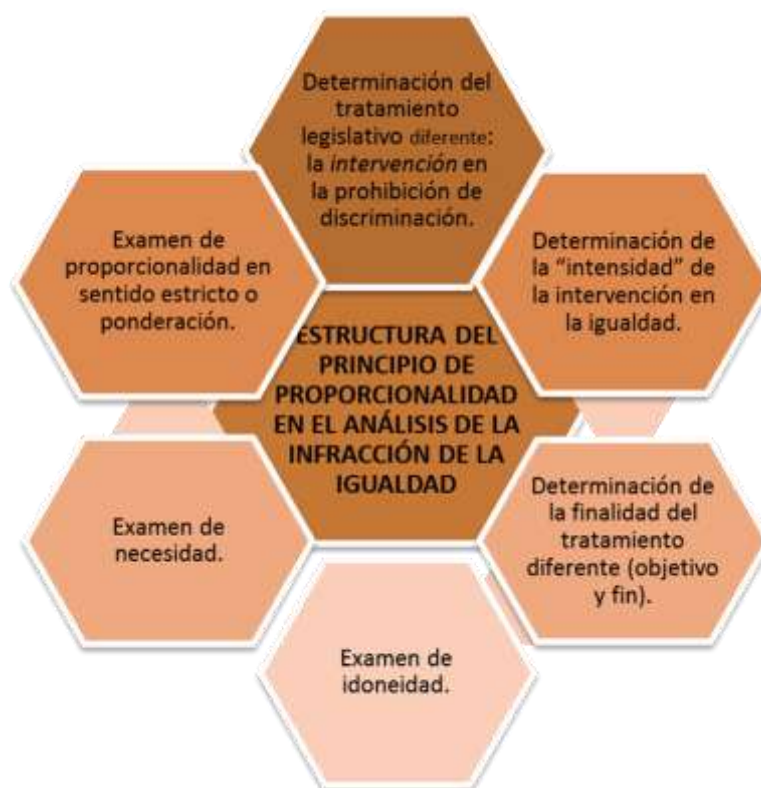 Determinación del
tratamiento
legislativo diferente:
la intervención en
la prohibición de
discriminación.
Determinación de
la “intensidad” de
la intervención en
la igualdad.
Determinación de
la finalidad del
tratamiento
diferente (objetivo
y fin).
Examen de
idoneidad.
Examen de
necesidad.
Examen de
proporcionalidad en
sentido estricto o
ponderación.
ESTRUCTURA DEL
PRINCIPIO DE
PROPORCIONALIDAD
EN EL ANÁLISIS DE LA
INFRACCIÓN DE LA
IGUALDAD